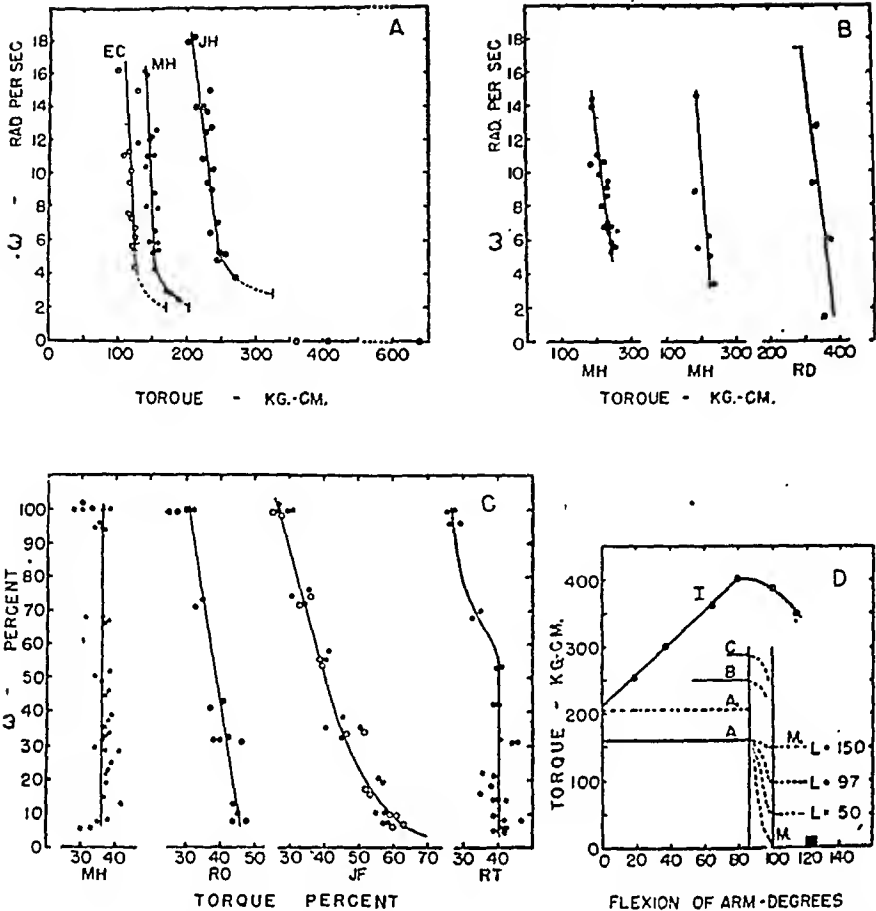 A
EC
MH
JH
18
16
14
12
10
8
6
4
2
0
ω - RAD PER SEC
0 100 200 300 400 500 600
TORQUE - KG.-CM.
B
18
16
14
12
10
8
6
4
2
0
ω - RAD. PER SEC
100 300 100 300 200 400
MH MH RD
TORQUE - KG.-CM.
C
100
90
80
70
60
50
40
30
20
10
0
ω - PERCENT
30 40 30 40 50 30 40 50 60 70 30 40
MH RO JF RT
TORQUE PERCENT
D
I
C
B
A.
A
M.
M.
L = 150
L = 97
L = 50
400
300
200
100
0
TORQUE - KG-CM.
0 20 40 60 80 100 120 140 160
FLEXION OF ARM - DEGREES